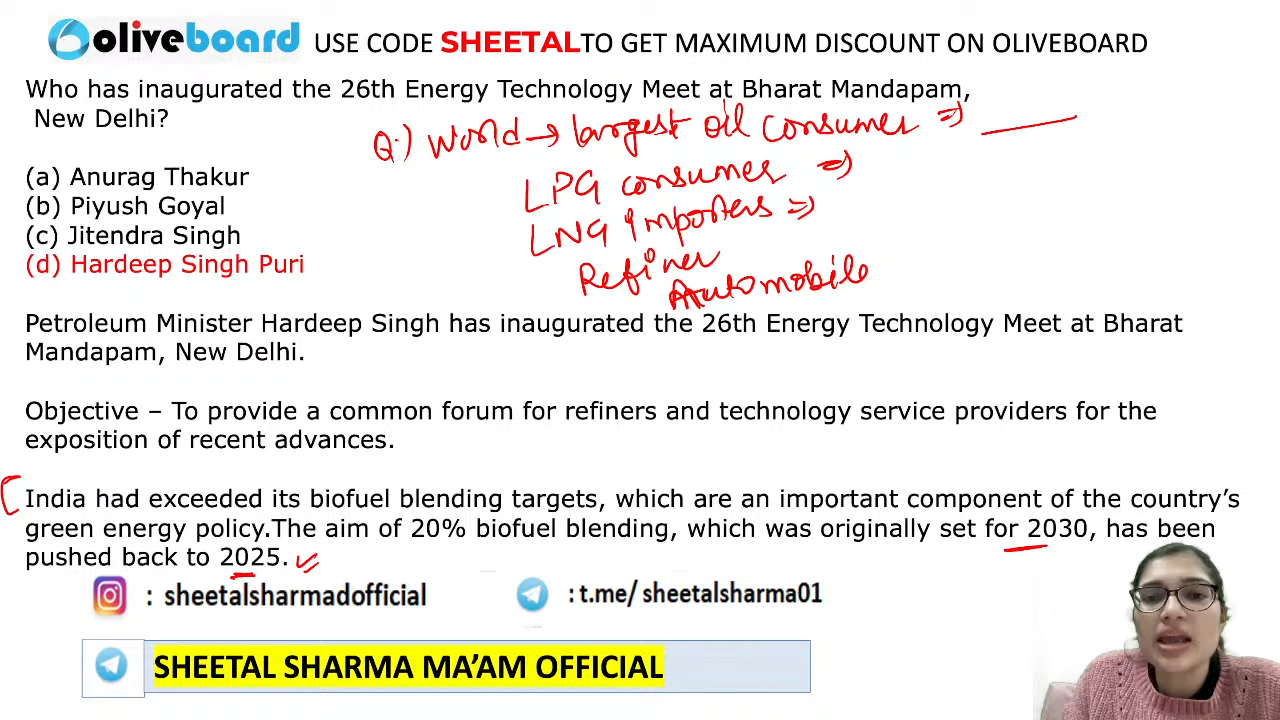 oliveboard USE CODE SHEETAL TO GET MAXIMUM DISCOUNT ON OLIVEBOARD
Who has inaugurated the 26th Energy Technology Meet at Bharat Mandapam,
New Delhi?
Q.) World → largest oil consumer ⇒ ____
(a) Anurag Thakur
LPG consumer ⇒
(b) Piyush Goyal
LNG importers ⇒
(c) Jitendra Singh
(d) Hardeep Singh Puri
Refiner
Automobile
Petroleum Minister Hardeep Singh has inaugurated the 26th Energy Technology Meet at Bharat
Mandapam, New Delhi.
Objective – To provide a common forum for refiners and technology service providers for the
exposition of recent advances.
India had exceeded its biofuel blending targets, which are an important component of the country's
green energy policy.The aim of 20% biofuel blending, which was originally set for 2030, has been
pushed back to 2025.
: sheetalsharmadofficial
: t.me/ sheetalsharma01
SHEETAL SHARMA MA'AM OFFICIAL